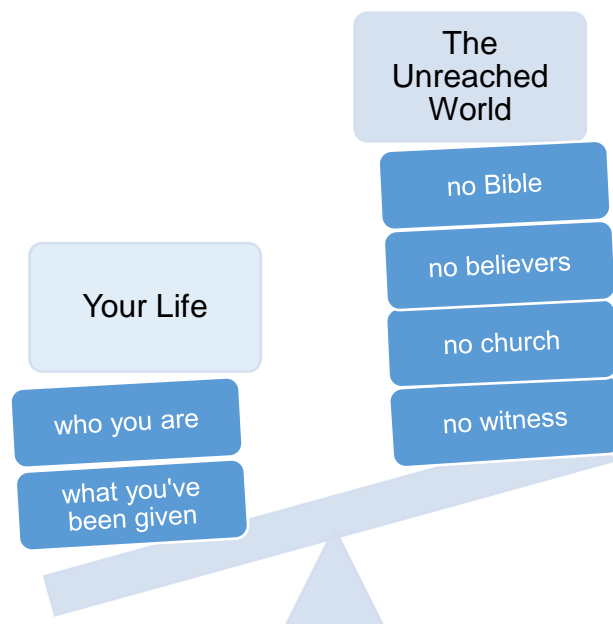 The
Unreached
World
no Bible
no believers
no church
no witness
Your Life
who you are
what you've
been given